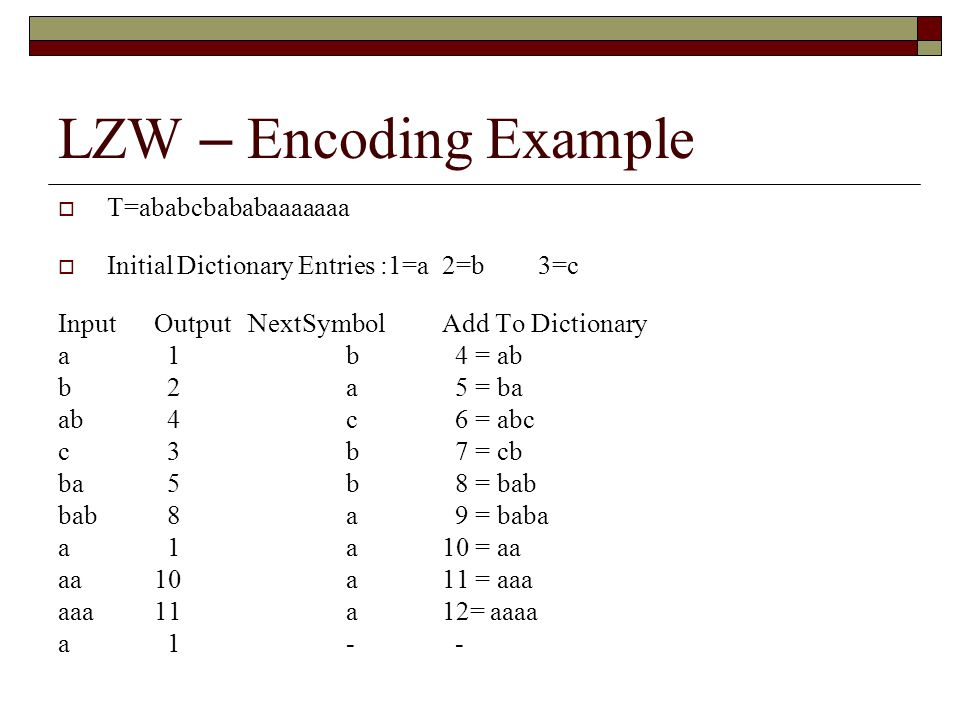 LZW – Encoding Example
T=ababcbababaaaaaaa
Initial Dictionary Entries :1=a 2=b 3=c
Input Output NextSymbol Add To Dictionary
a 1 b 4 = ab
b 2 a 5 = ba
ab 4 c 6 = abc
c 3 b 7 = cb
ba 5 b 8 = bab
bab 8 a 9 = baba
a 1 a 10 = aa
aa 10 a 11 = aaa
aaa 11 a 12= aaaa
a 1 - -